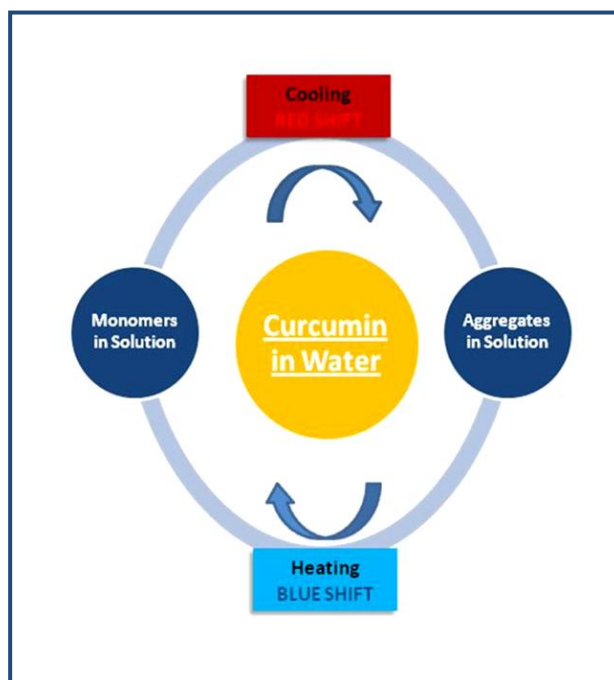 Cooling
RED SHIFT
Monomers
in Solution
Curcumin
in Water
Aggregates
in Solution
Heating
BLUE SHIFT